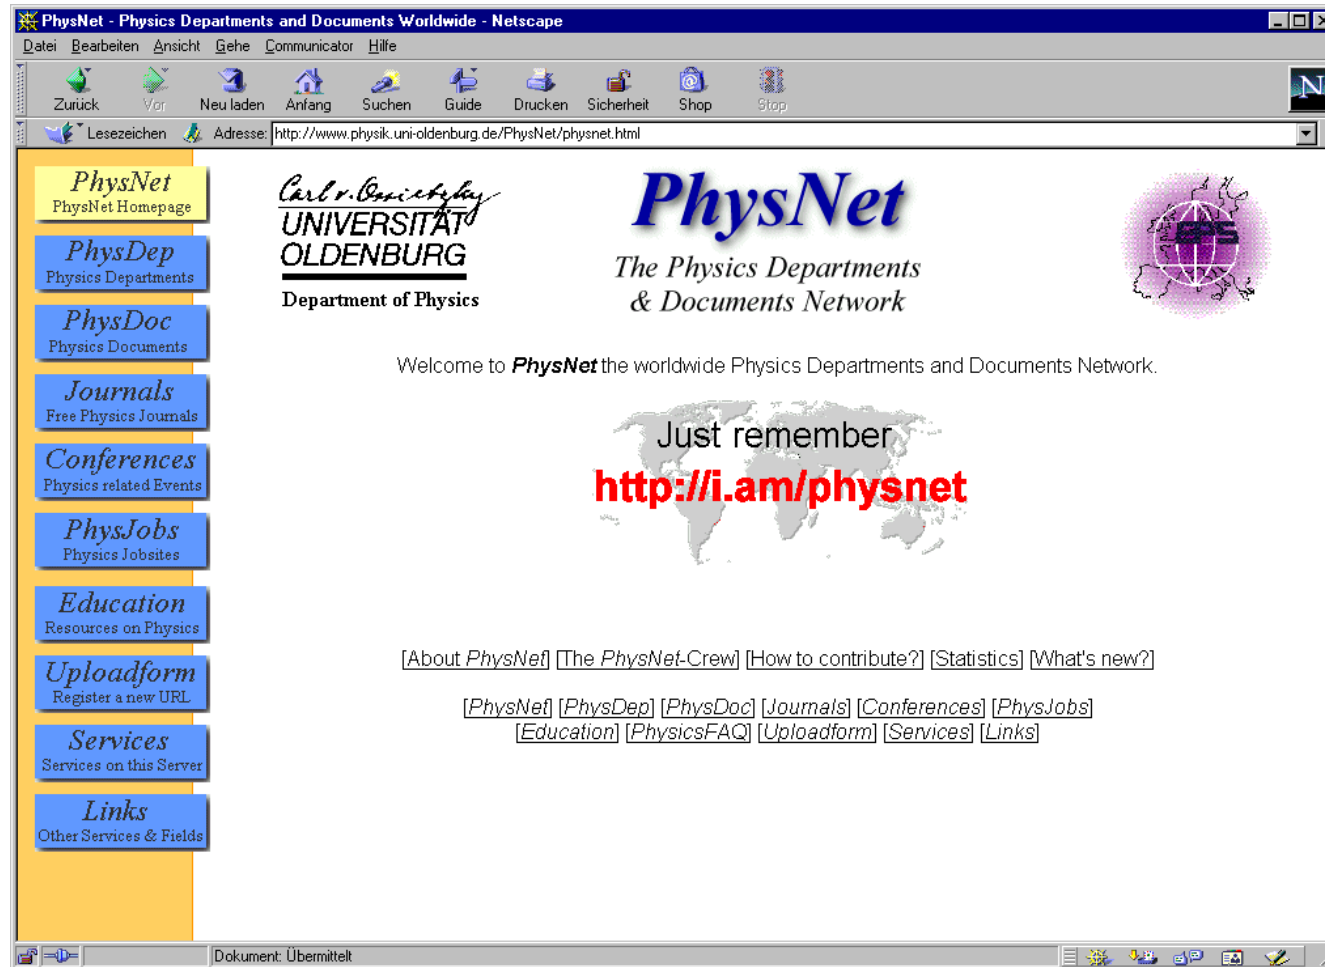 PhysNet - Physics Departments and Documents Worldwide - Netscape
Datei Bearbeiten Ansicht Gehe Communicator Hilfe
Zurück Vor Neu laden Anfang Suchen Guide Drucken Sicherheit Shop Stop
N
Lesezeichen Adresse: http://www.physik.uni-oldenburg.de/PhysNet/physnet.html
PhysNet
PhysNet Homepage
PhysDep
Physics Departments
PhysDoc
Physics Documents
Journals
Free Physics Journals
Conferences
Physics related Events
PhysJobs
Physics Jobsites
Education
Resources on Physics
Uploadform
Register a new URL
Services
Services on this Server
Links
Other Services & Fields
Carl v. Ossietzky
UNIVERSITÄT
OLDENBURG
Department of Physics
PhysNet
The Physics Departments
& Documents Network
EPS
Welcome to PhysNet the worldwide Physics Departments and Documents Network.
Just remember
http://i.am/physnet
[About PhysNet] [The PhysNet-Crew] [How to contribute?] [Statistics] [What's new?]
[PhysNet] [PhysDep] [PhysDoc] [Journals] [Conferences] [PhysJobs]
[Education] [PhysicsFAQ] [Uploadform] [Services] [Links]
Dokument: Übermittelt